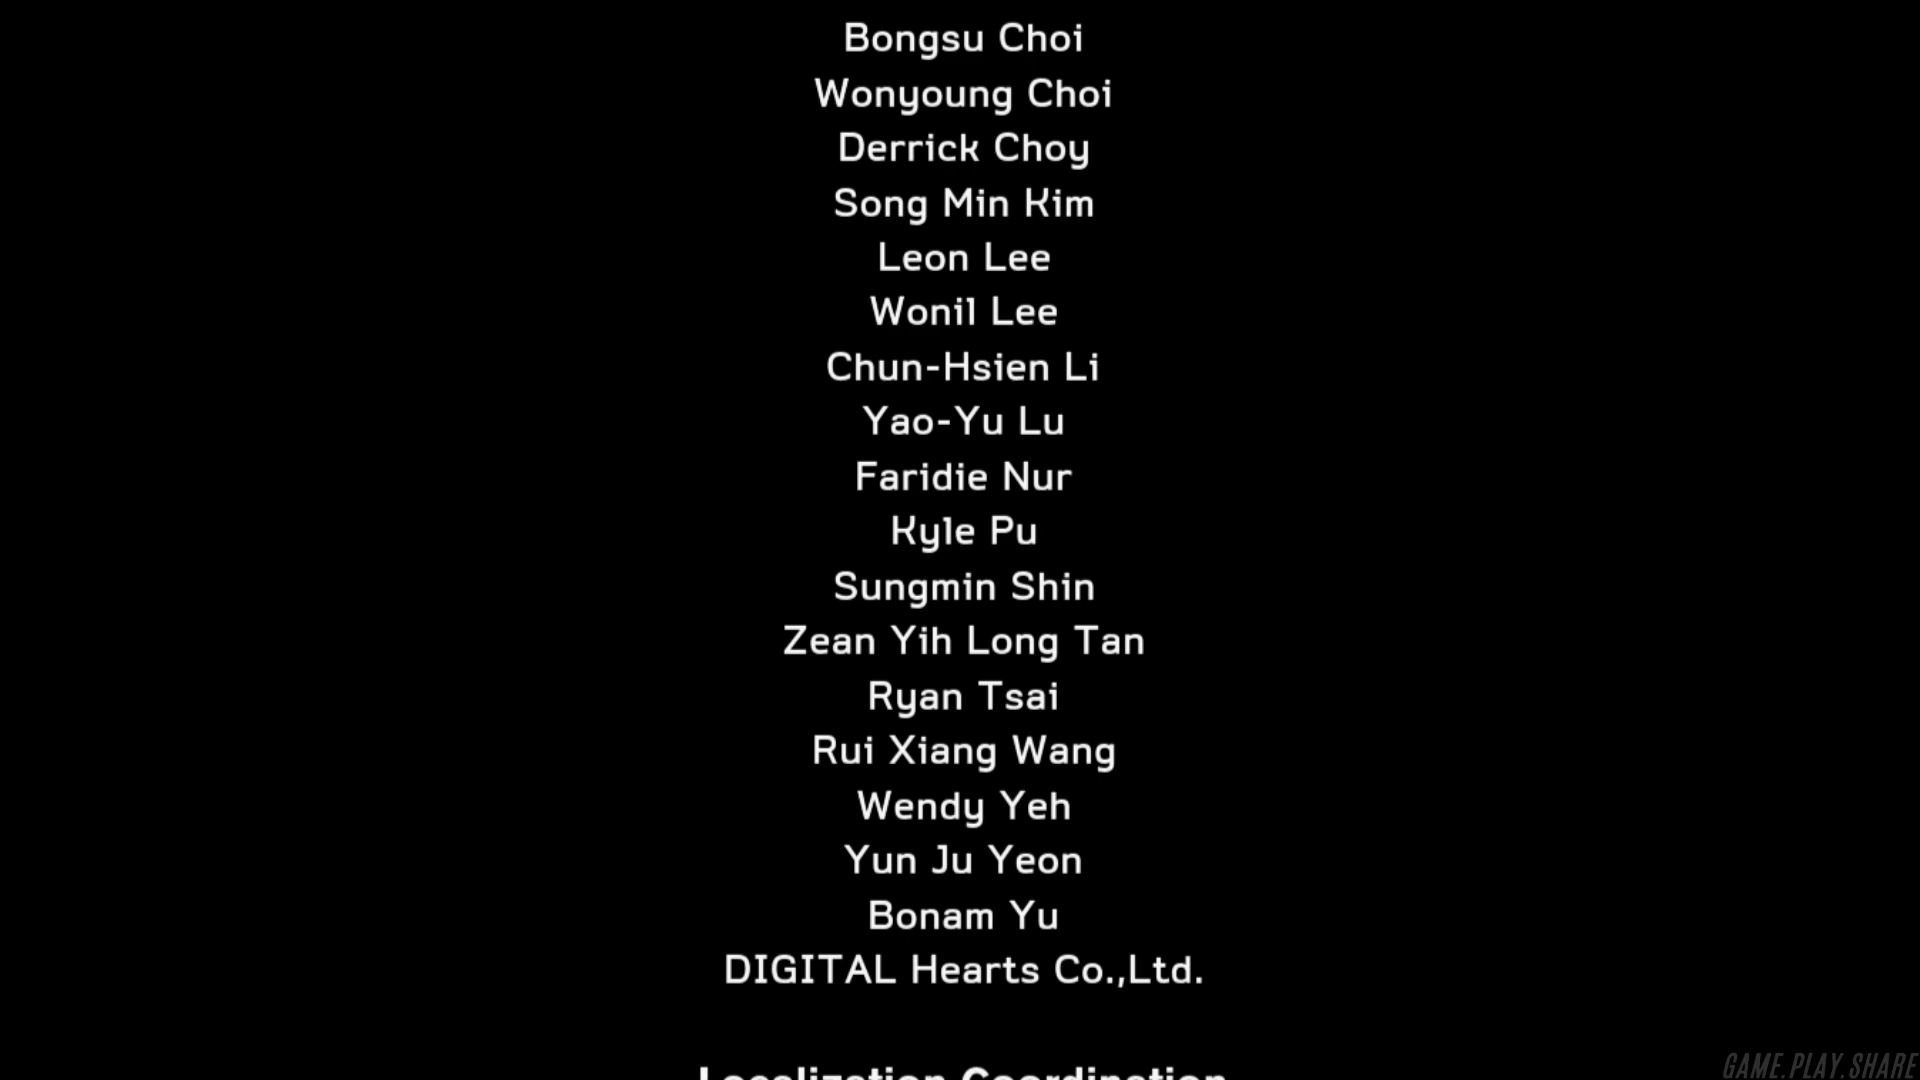 Bongsu Choi
Wonyoung Choi
Derrick Choy
Song Min Kim
Leon Lee
Wonil Lee
Chun-Hsien Li
Yao-Yu Lu
Faridie Nur
Kyle Pu
Sungmin Shin
Zean Yih Long Tan
Ryan Tsai
Rui Xiang Wang
Wendy Yeh
Yun Ju Yeon
Bonam Yu
DIGITAL Hearts Co.,Ltd.
Localization Coordination
GAME.PLAY.SHARE